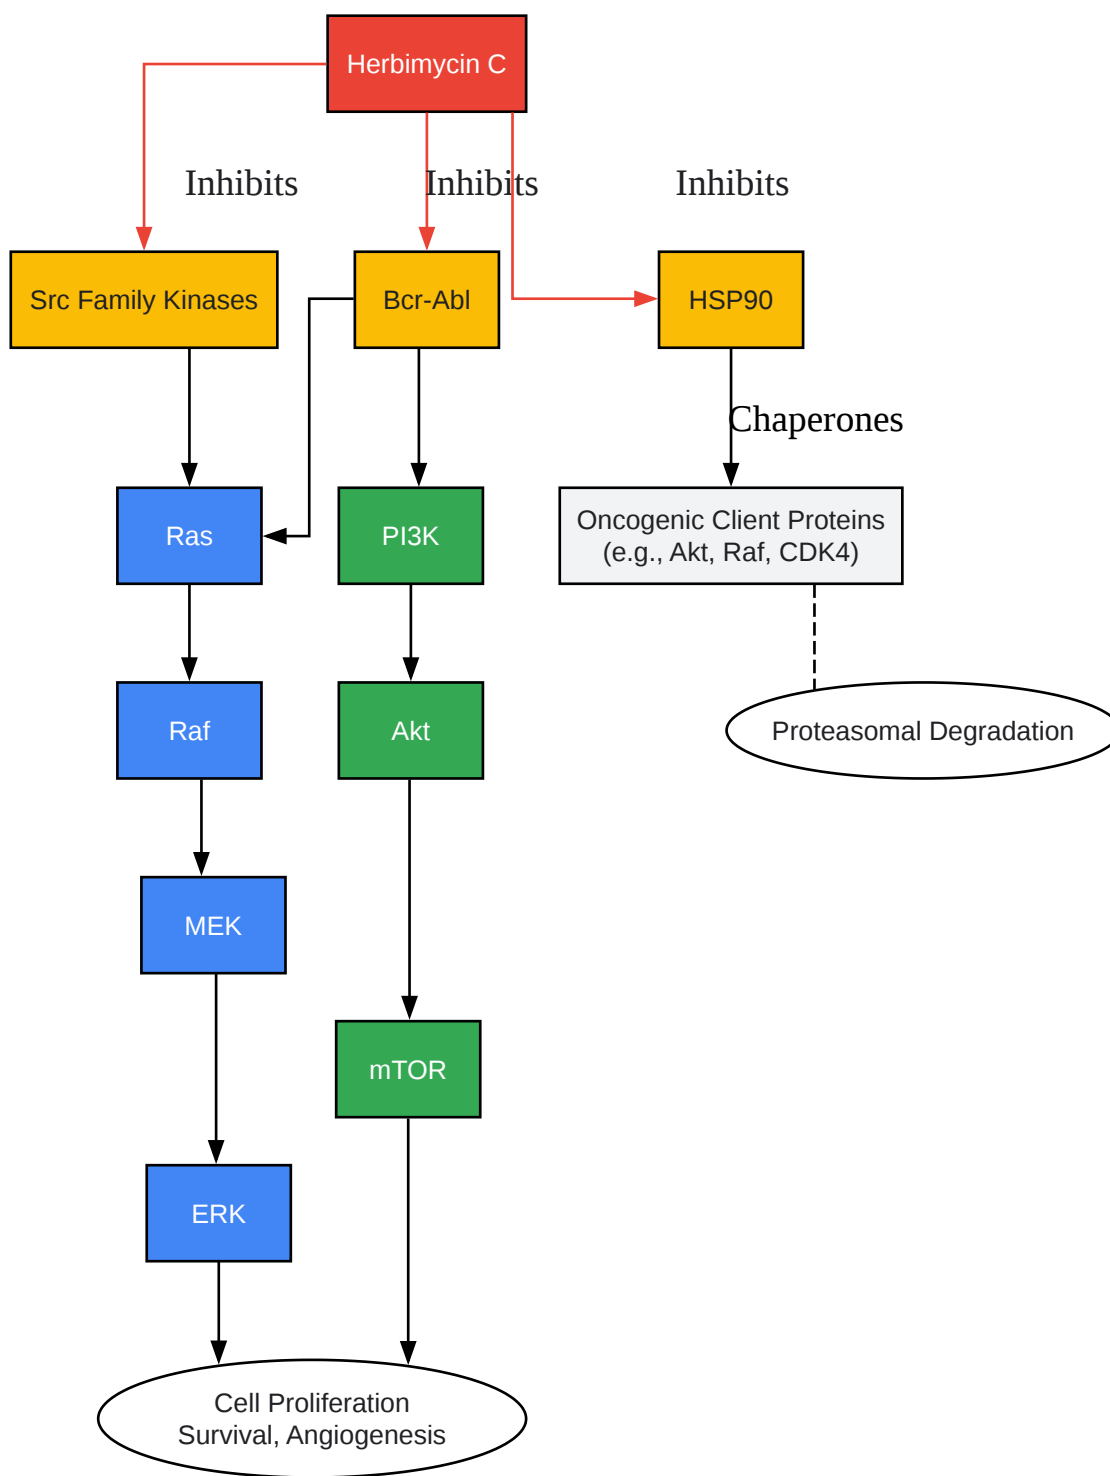 Herbimycin C
Inhibits
Inhibits
Inhibits
Src Family Kinases
Bcr-Abl
HSP90
Chaperones
Ras
PI3K
Oncogenic Client Proteins
(e.g., Akt, Raf, CDK4)
Raf
Akt
Proteasomal Degradation
MEK
mTOR
ERK
Cell Proliferation
Survival, Angiogenesis